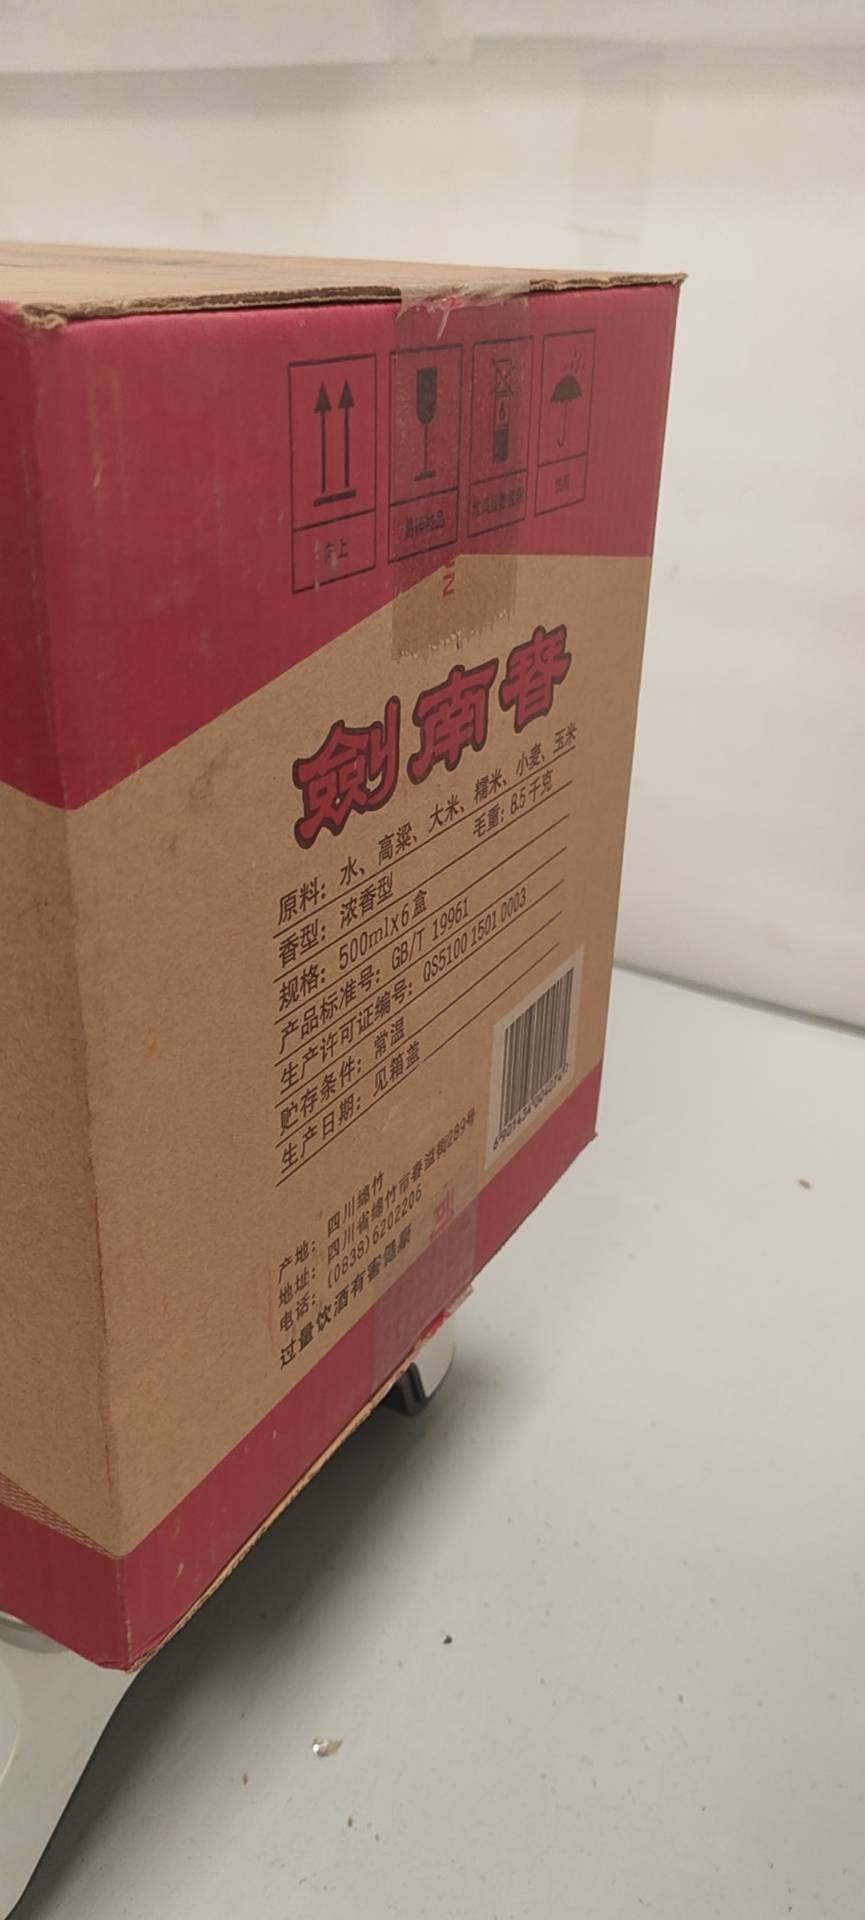 向上
易碎物品
怕雨
劍南春
原料：水、高粱、大米、糯米、小麦、玉米
香型：浓香型 毛重：8.5千克
规格：500mlx6盒
产品标准号：GB/T 19961
生产许可证编号：QS5100 1501 0003
贮存条件：常温
生产日期：见箱盖
产地：四川绵竹
地址：四川省绵竹市春溢街289号
电话：(0838)6202206
过量饮酒有害健康